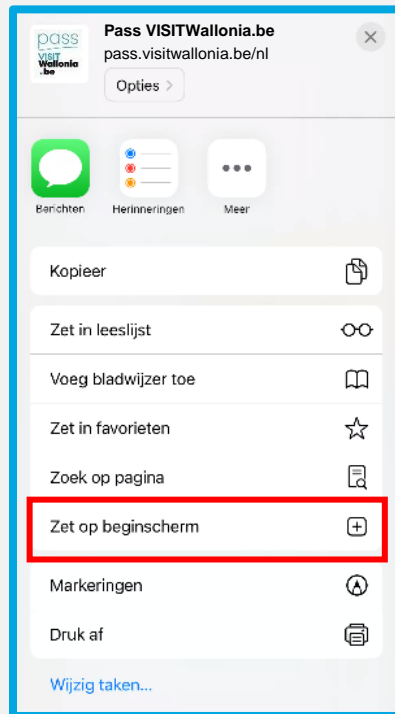 Pass VISITWallonia.be
pass.visitwallonia.be/nl
Opties
pass
VISIT
Wallonia
.be
Berichten
Herinneringen
Meer
Kopieer
Zet in leeslijst
Voeg bladwijzer toe
Zet in favorieten
Zoek op pagina
Zet op beginscherm
Markeringen
Druk af
Wijzig taken...